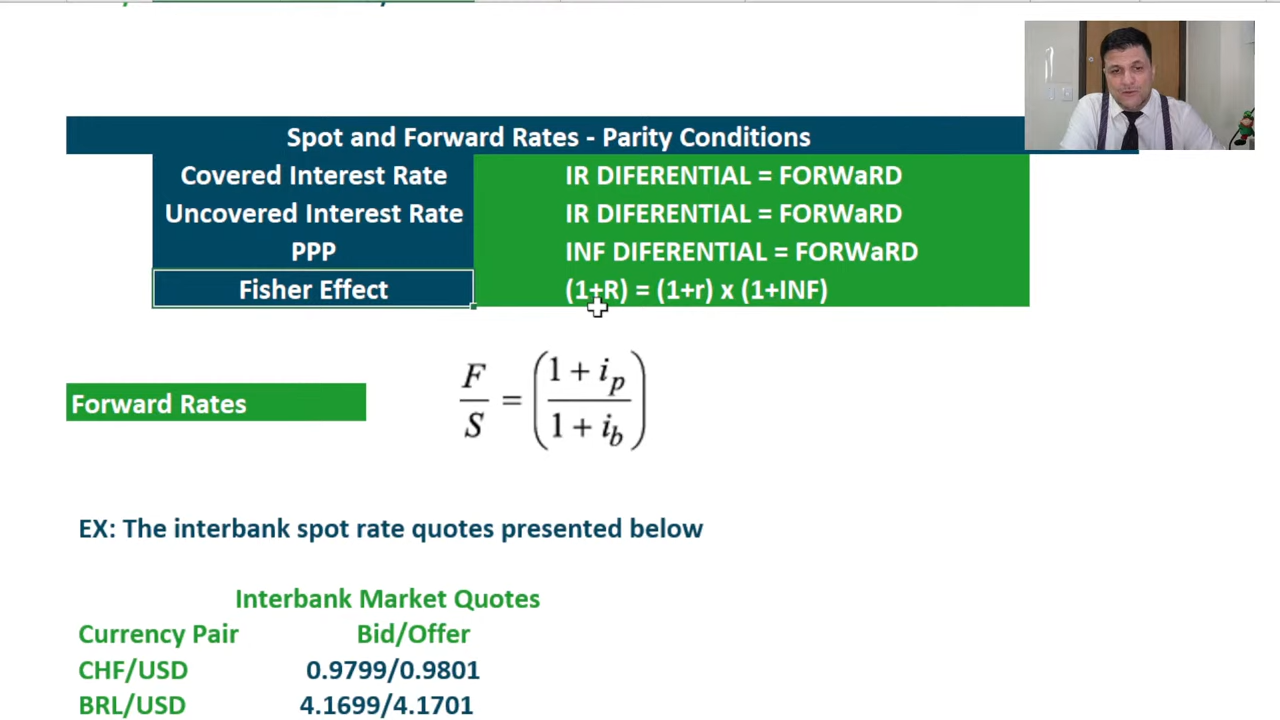 Spot and Forward Rates - Parity Conditions
Covered Interest Rate IR DIFERENTIAL = FORWaRD
Uncovered Interest Rate IR DIFERENTIAL = FORWaRD
PPP INF DIFERENTIAL = FORWaRD
Fisher Effect (1+R) = (1+r) x (1+INF)
Forward Rates F/S = (1 + ip / 1 + ib)
EX: The interbank spot rate quotes presented below
Interbank Market Quotes
Currency Pair Bid/Offer
CHF/USD 0.9799/0.9801
BRL/USD 4.1699/4.1701